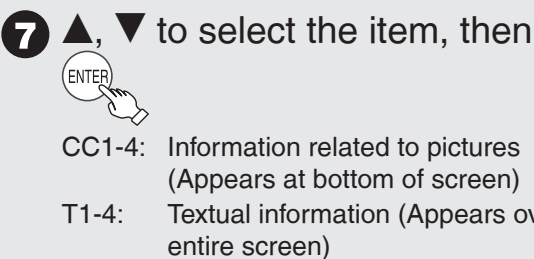 7 ▲, ▼ to select the item, then
ENTER
CC1-4: Information related to pictures
(Appears at bottom of screen)
T1-4: Textual information (Appears
entire screen)